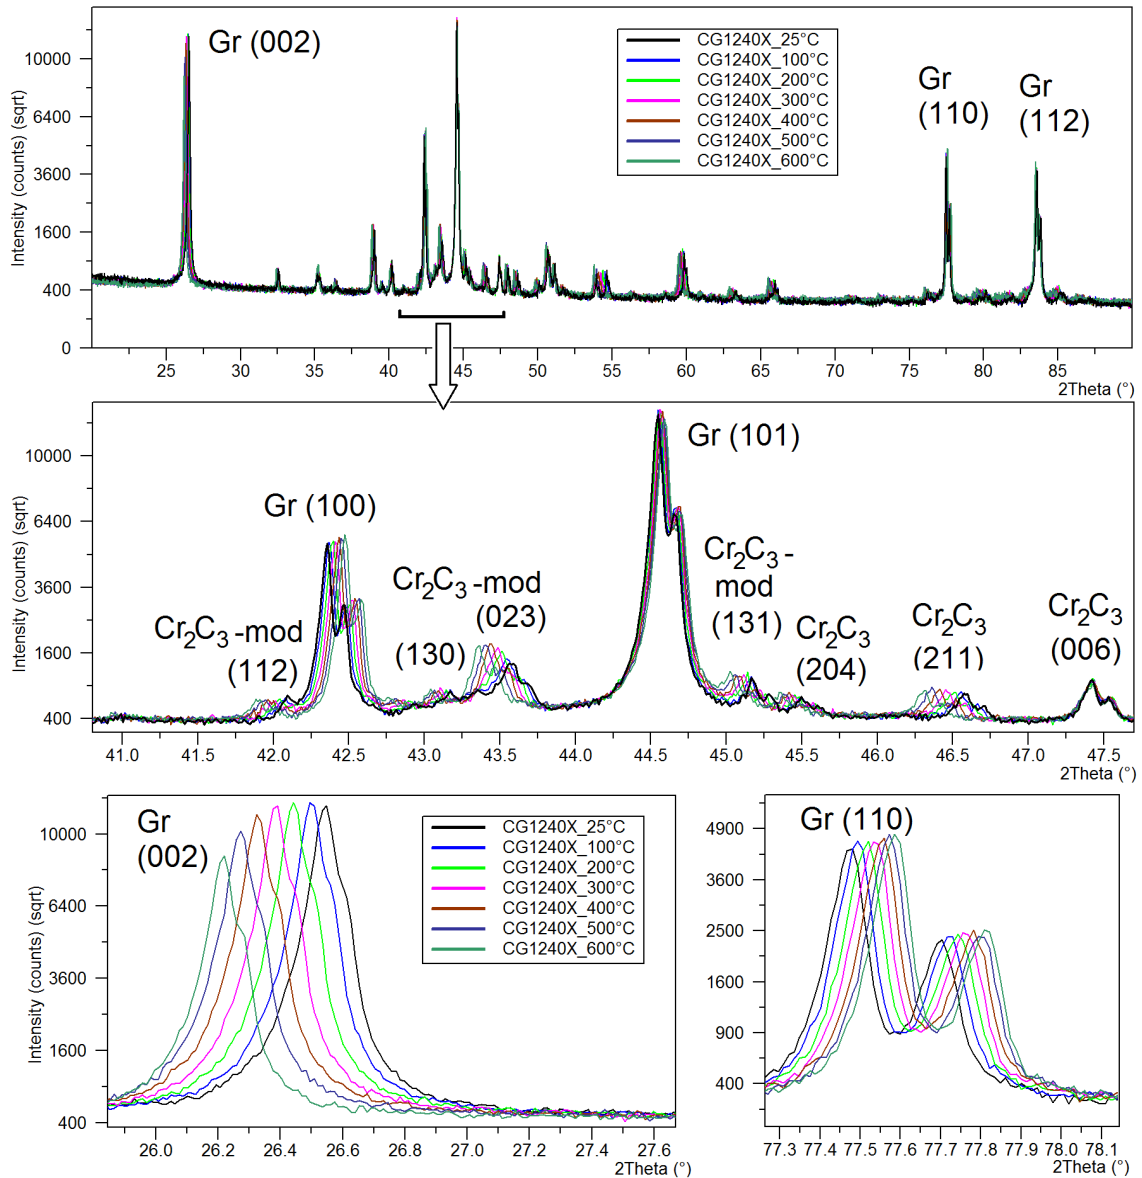 Gr (002)
CG1240X_25°C
CG1240X_100°C
CG1240X_200°C
CG1240X_300°C
CG1240X_400°C
CG1240X_500°C
CG1240X_600°C
Gr
(110)
Gr
(112)
Intensity (counts) (sqrt)
10000
6400
3600
1600
400
0
25 30 35 40 45 50 55 60 65 70 75 80 85
2Theta (°)
Gr (101)
Gr (100)
Cr2C3-mod
(112)
Cr2C3-mod
(023)
(130)
Cr2C3-
mod
(131)
Cr2C3
(204)
Cr2C3
(211)
Cr2C3
(006)
Intensity (counts) (sqrt)
10000
6400
3600
1600
400
41.0 41.5 42.0 42.5 43.0 43.5 44.0 44.5 45.0 45.5 46.0 46.5 47.0 47.5
2Theta (°)
Gr
(002)
CG1240X_25°C
CG1240X_100°C
CG1240X_200°C
CG1240X_300°C
CG1240X_400°C
CG1240X_500°C
CG1240X_600°C
Intensity (counts) (sqrt)
10000
6400
3600
1600
400
26.0 26.2 26.4 26.6 26.8 27.0 27.2 27.4 27.6
2Theta (°)
Gr (110)
4900
3600
2500
1600
900
400
77.3 77.4 77.5 77.6 77.7 77.8 77.9 78.0 78.1
2Theta (°)